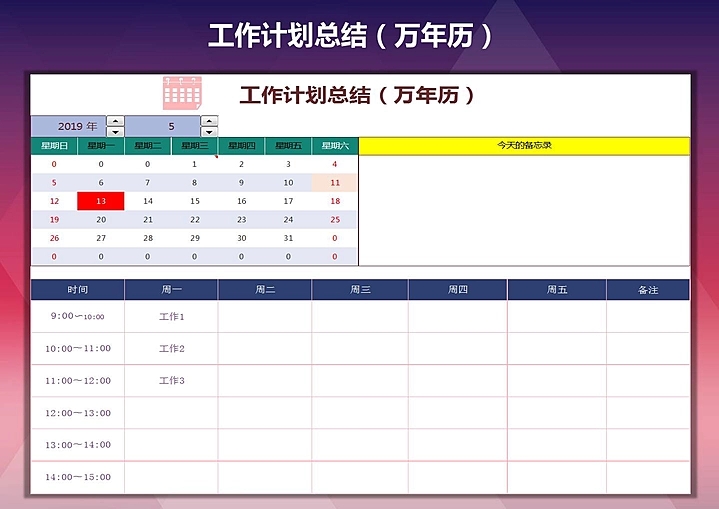 工作计划总结（万年历）
工作计划总结（万年历）
2019 年 5
星期日 星期一 星期二 星期三 星期四 星期五 星期六 今天的备忘录
0 0 0 1 2 3 4
5 6 7 8 9 10 11
12 13 14 15 16 17 18
19 20 21 22 23 24 25
26 27 28 29 30 31 0
0 0 0 0 0 0 0
时间 周一 周二 周三 周四 周五 备注
9:00～10:00 工作1
10:00～11:00 工作2
11:00～12:00 工作3
12:00～13:00
13:00～14:00
14:00～15:00